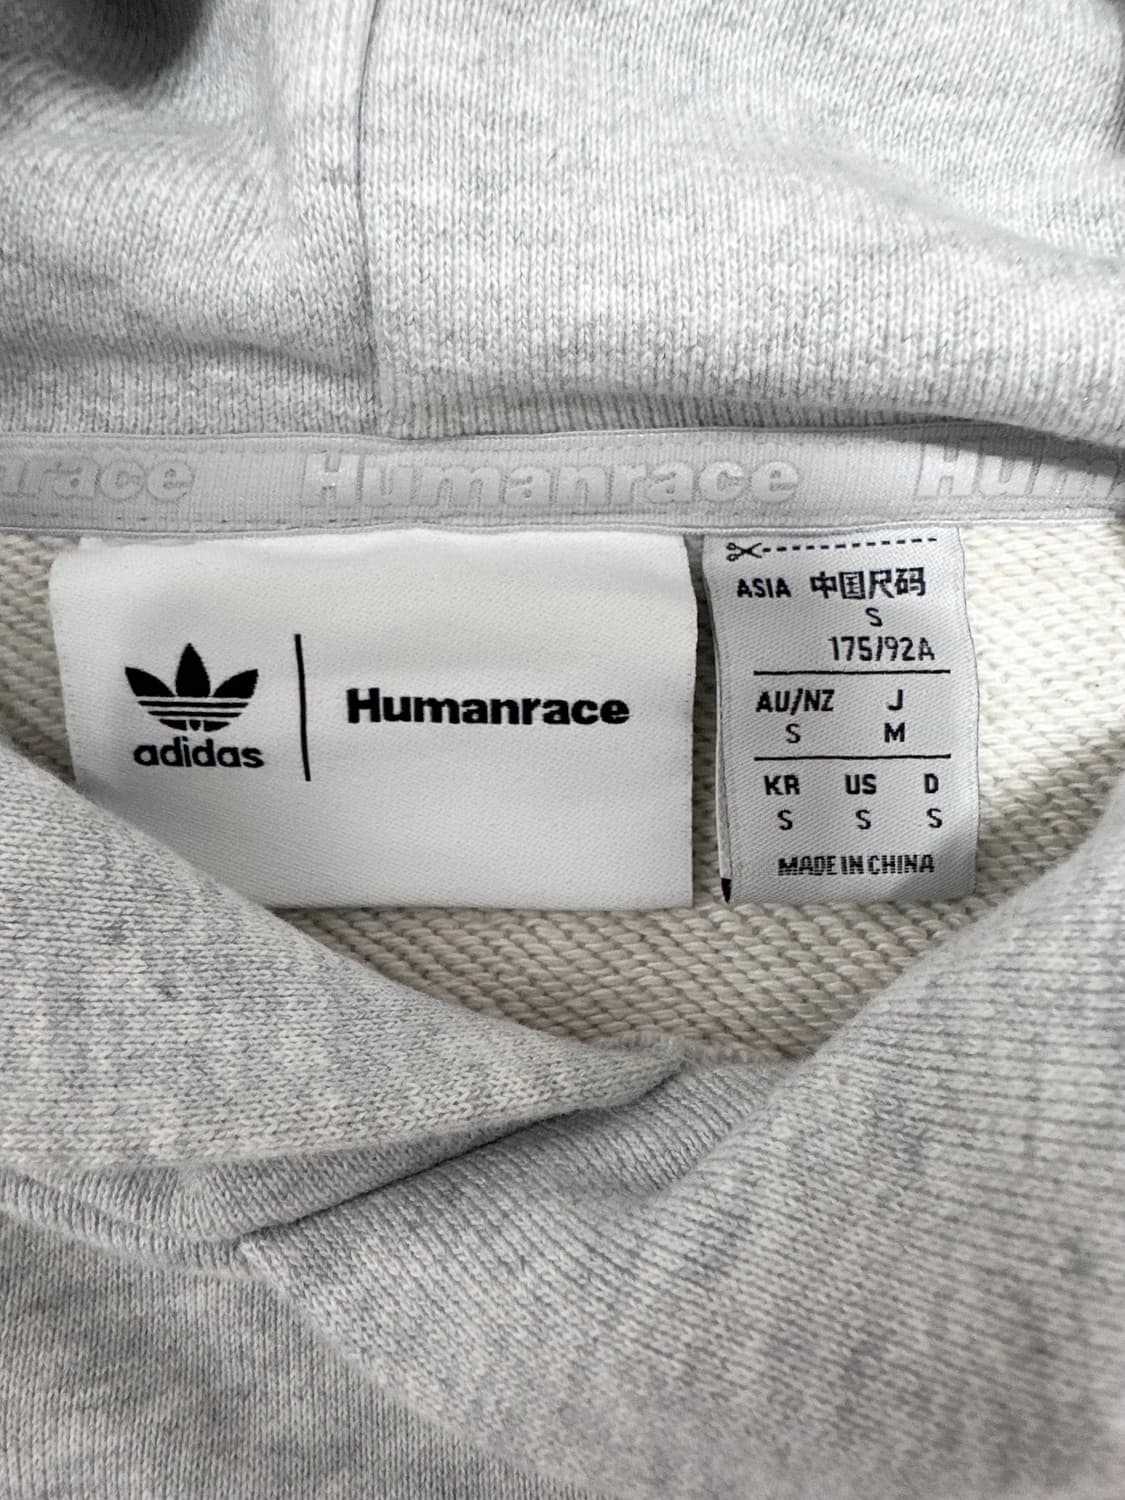 Humanrace
adidas
Humanrace
ASIA 中国尺码
S
175/92A
AU/NZ J
S M
KR US D
S S S
MADE IN CHINA